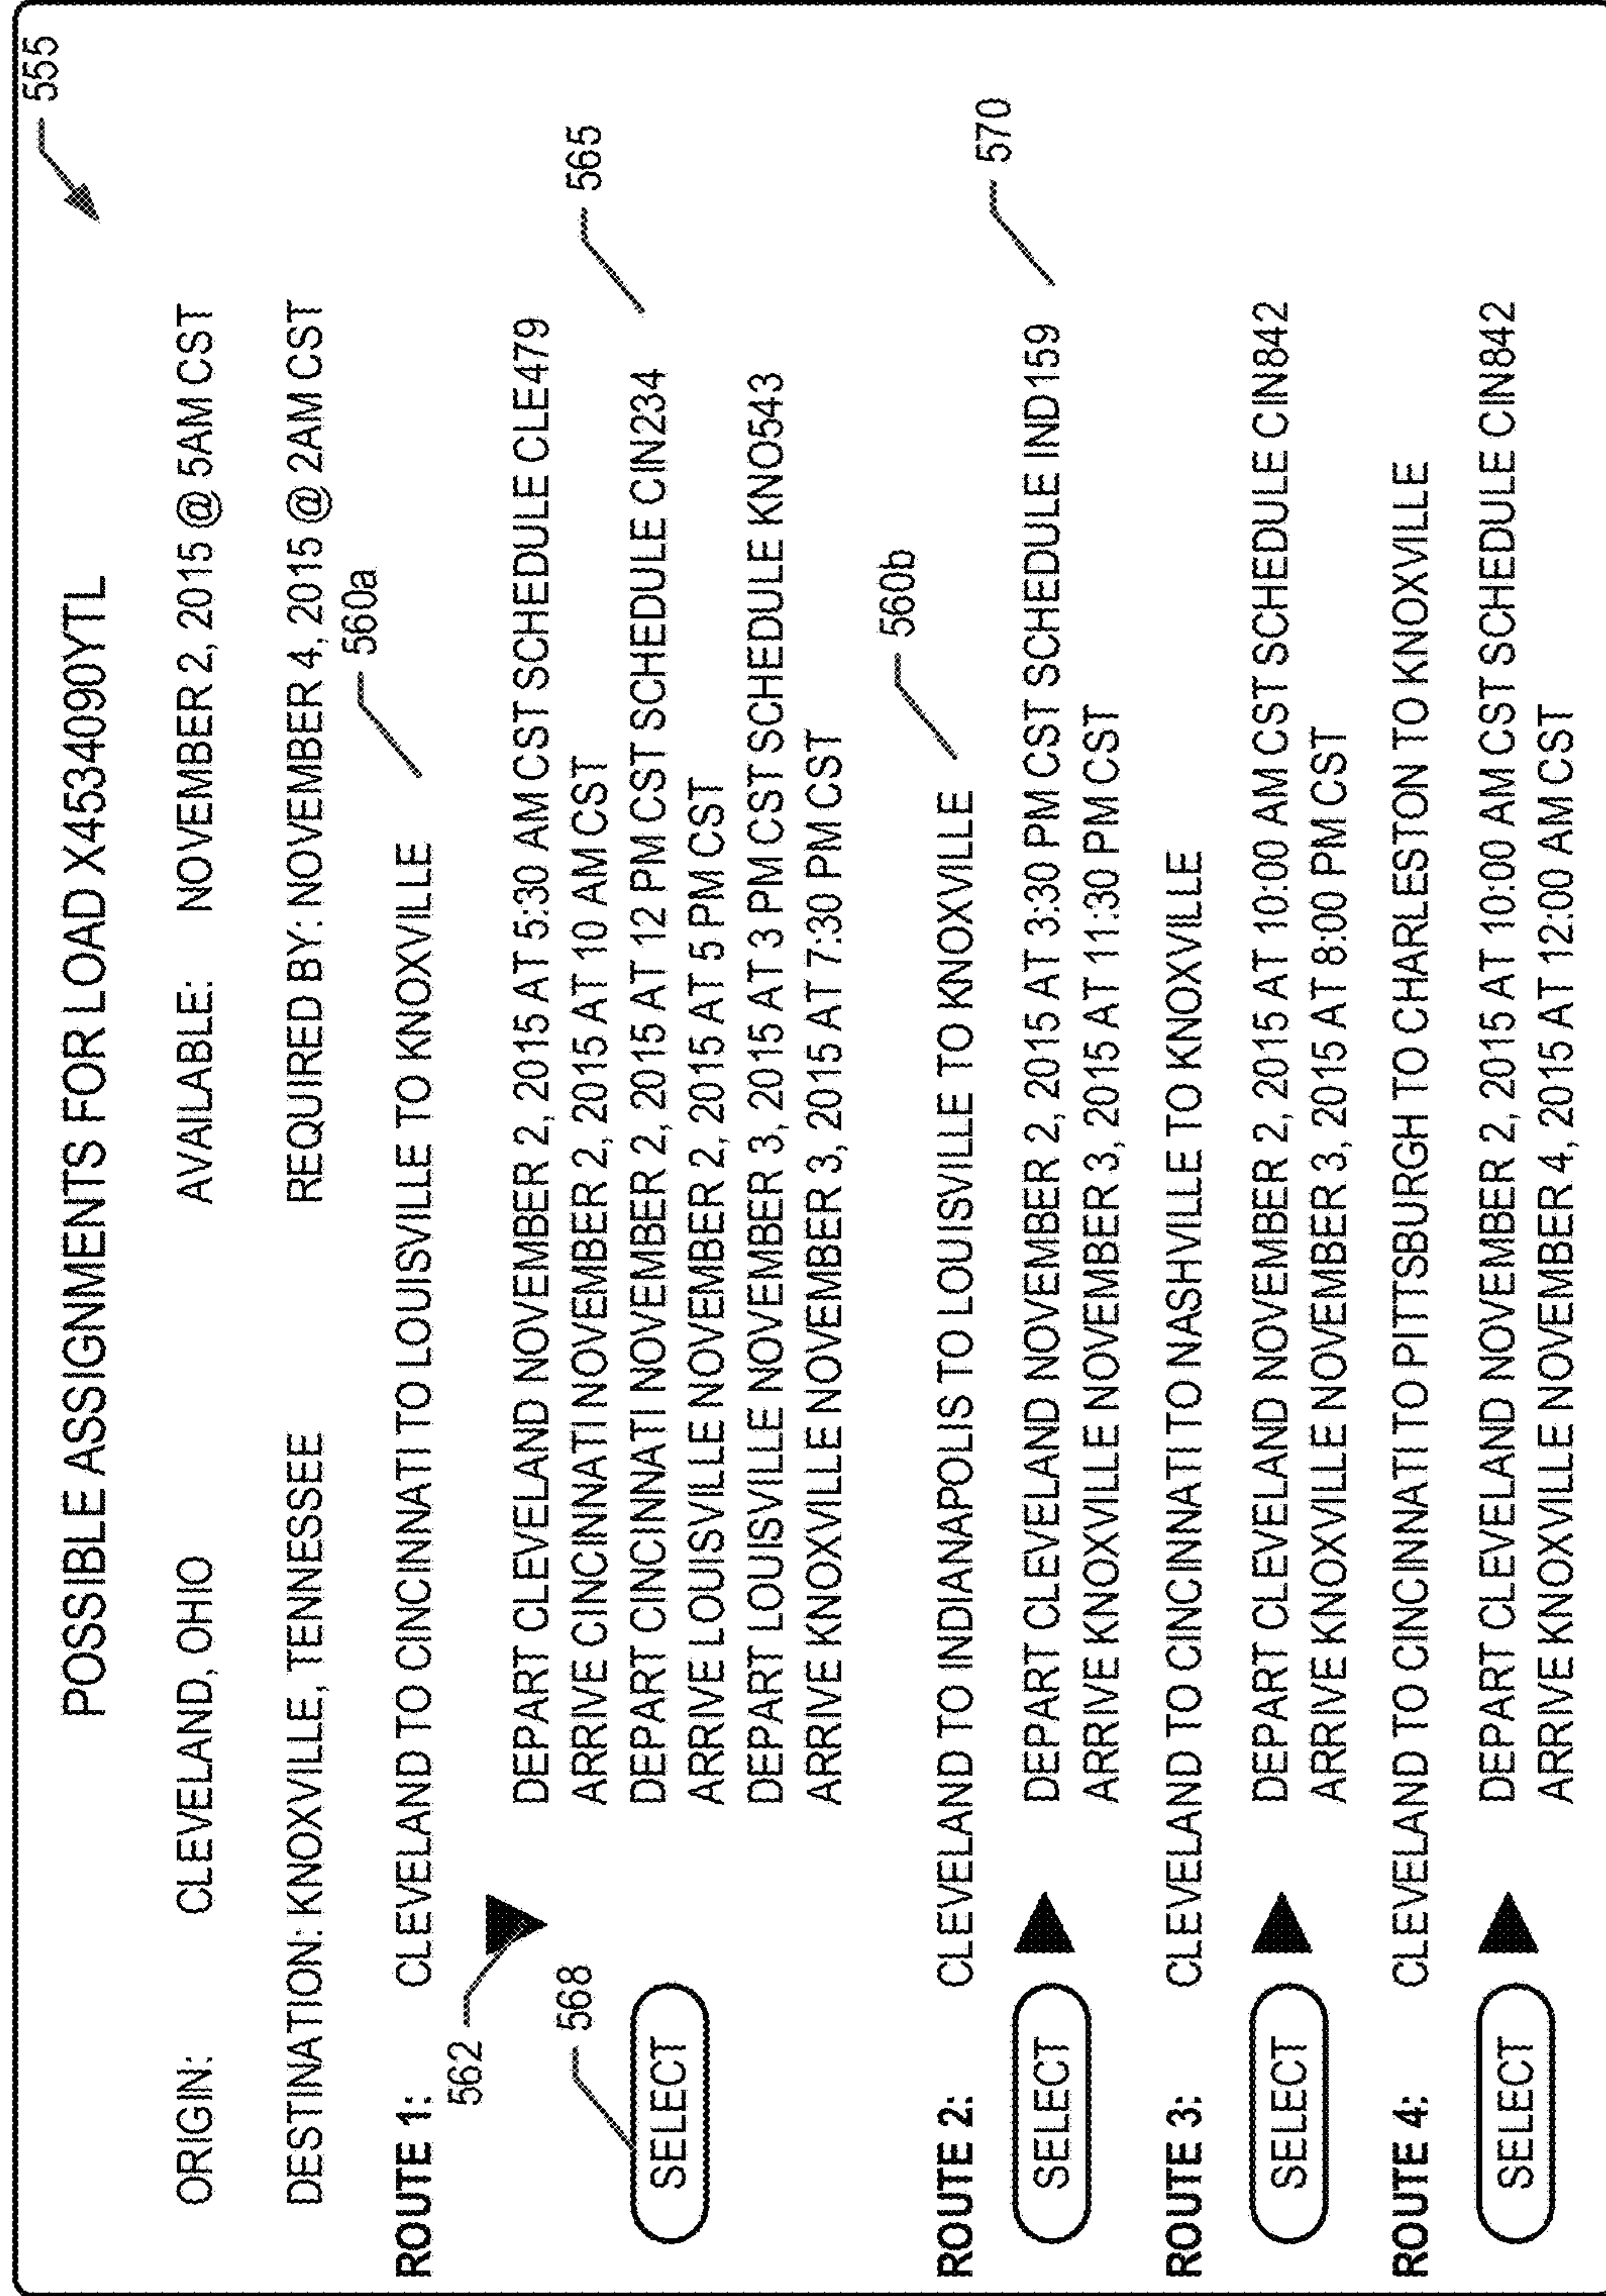 555
POSSIBLE ASSIGNMENTS FOR LOAD X4534090YTL
ORIGIN: CLEVELAND, OHIO AVAILABLE: NOVEMBER 2, 2015 @ 5AM CST
DESTINATION: KNOXVILLE, TENNESSEE REQUIRED BY: NOVEMBER 4, 2015 @ 2AM CST
560a
ROUTE 1: CLEVELAND TO CINCINNATI TO LOUISVILLE TO KNOXVILLE
562
DEPART CLEVELAND NOVEMBER 2, 2015 AT 5:30 AM CST SCHEDULE CLE479
568
ARRIVE CINCINNATI NOVEMBER 2, 2015 AT 10 AM CST
565
SELECT
DEPART CINCINNATI NOVEMBER 2, 2015 AT 12 PM CST SCHEDULE CIN234
ARRIVE LOUISVILLE NOVEMBER 2, 2015 AT 5 PM CST
DEPART LOUISVILLE NOVEMBER 3, 2015 AT 3 PM CST SCHEDULE KNO543
ARRIVE KNOXVILLE NOVEMBER 3, 2015 AT 7:30 PM CST
560b
ROUTE 2: CLEVELAND TO INDIANAPOLIS TO LOUISVILLE TO KNOXVILLE
570
SELECT DEPART CLEVELAND NOVEMBER 2, 2015 AT 3:30 PM CST SCHEDULE IND159
ARRIVE KNOXVILLE NOVEMBER 3, 2015 AT 11:30 PM CST
ROUTE 3: CLEVELAND TO CINCINNATI TO NASHVILLE TO KNOXVILLE
SELECT DEPART CLEVELAND NOVEMBER 2, 2015 AT 10:00 AM CST SCHEDULE CIN842
ARRIVE KNOXVILLE NOVEMBER 3, 2015 AT 8:00 PM CST
ROUTE 4: CLEVELAND TO CINCINNATI TO PITTSBURGH TO CHARLESTON TO KNOXVILLE
SELECT DEPART CLEVELAND NOVEMBER 2, 2015 AT 10:00 AM CST SCHEDULE CIN842
ARRIVE KNOXVILLE NOVEMBER 4, 2015 AT 12:00 AM CST